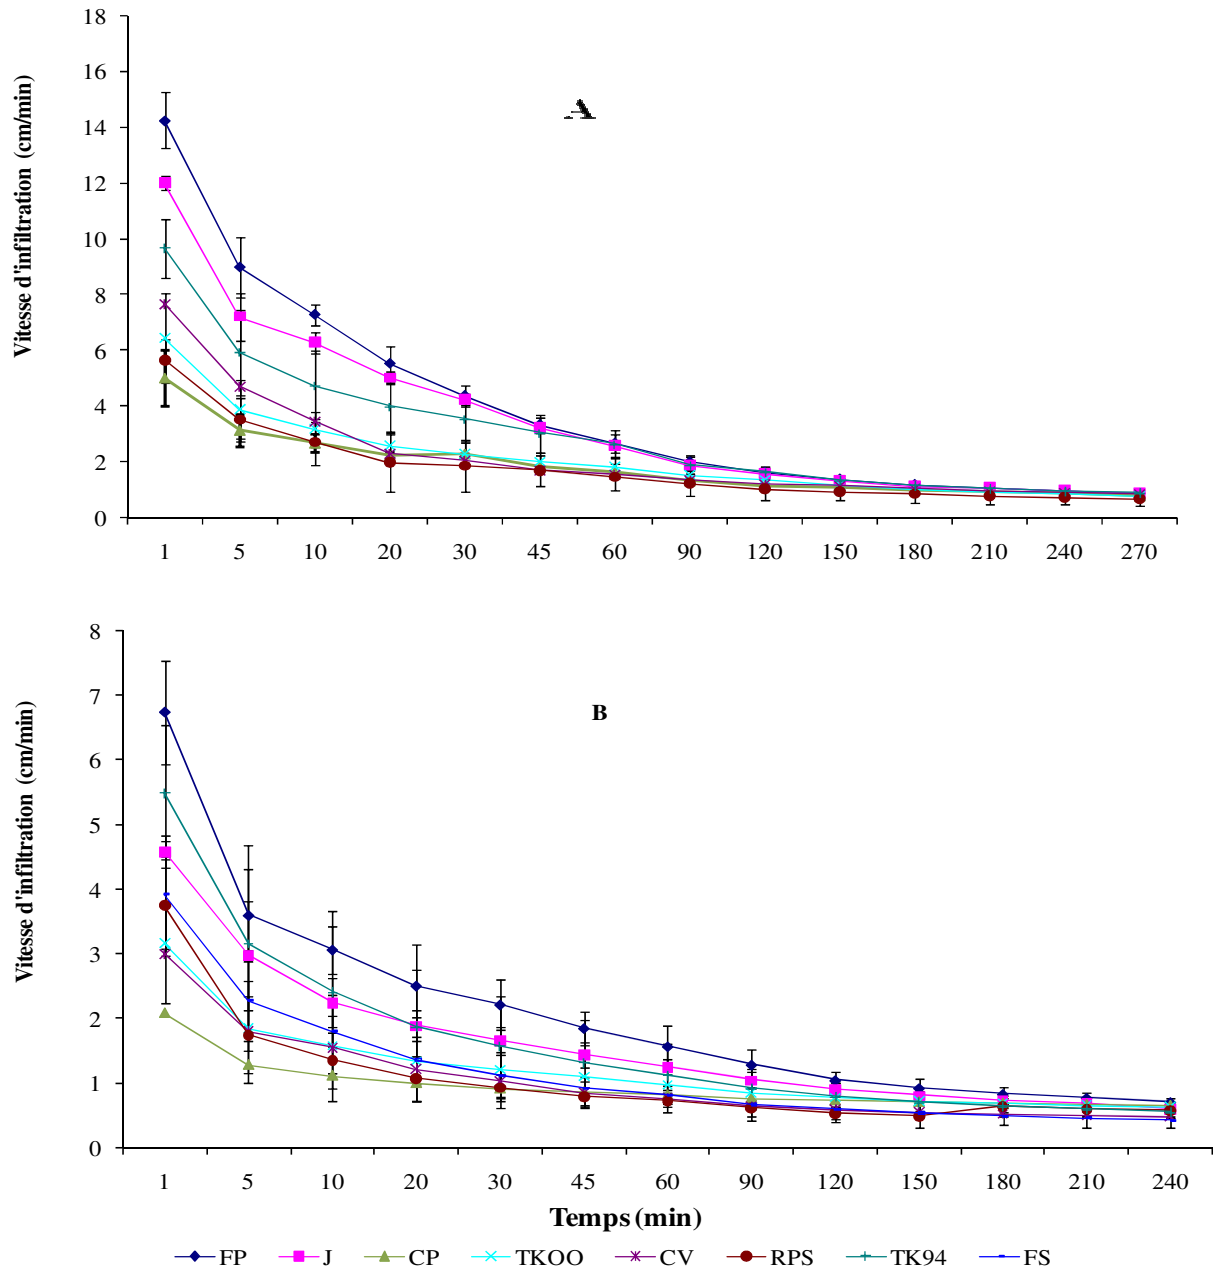 18
16
14
12
10
8
6
4
2
0
Vitesse d'infiltration (cm/min)
A
1 5 10 20 30 45 60 90 120 150 180 210 240 270
8
7
6
5
4
3
2
1
0
Vitesse d'infiltration (cm/min)
B
1 5 10 20 30 45 60 90 120 150 180 210 240
Temps (min)
FP J CP TKOO CV RPS TK94 FS